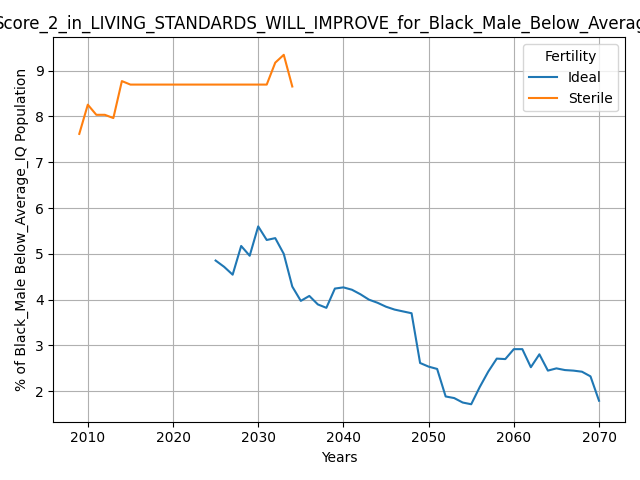 Score_2_in_LIVING_STANDARDS_WILL_IMPROVE_for_Black_Male_Below_Averag
Fertility
Ideal
Sterile
% of Black_Male Below_Average_IQ Population
9
8
7
6
5
4
3
2
2010 2020 2030 2040 2050 2060 2070
Years